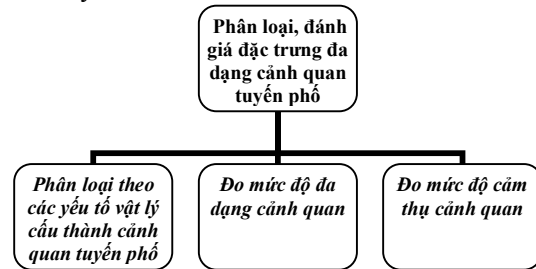 Phân loại, đánh
giá đặc trưng đa
dạng cảnh quan
tuyến phố
Phân loại theo
các yếu tố vật lý
cấu thành cảnh
quan tuyến phố
Đo mức độ đa
dạng cảnh quan
Đo mức độ cảm
thụ cảnh quan